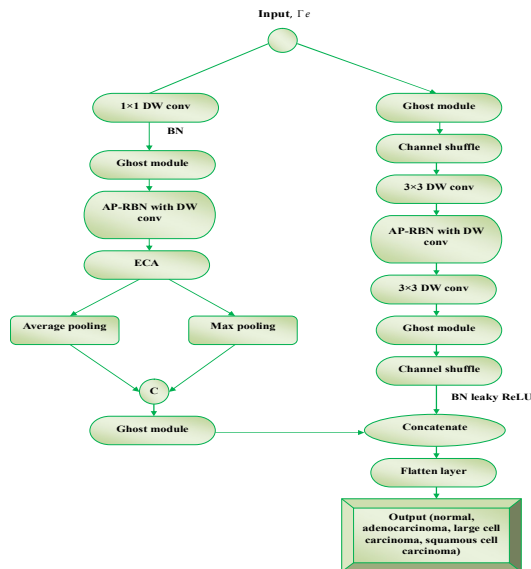 Input, Γe
1×1 DW conv
BN
Ghost module
AP-RBN with DW
conv
ECA
Average pooling
Max pooling
C
Ghost module
Ghost module
Channel shuffle
3×3 DW conv
AP-RBN with DW
conv
3×3 DW conv
Ghost module
Channel shuffle
BN leaky ReLU
Concatenate
Flatten layer
Output (normal,
adenocarcinoma, large cell
carcinoma, squamous cell
carcinoma)